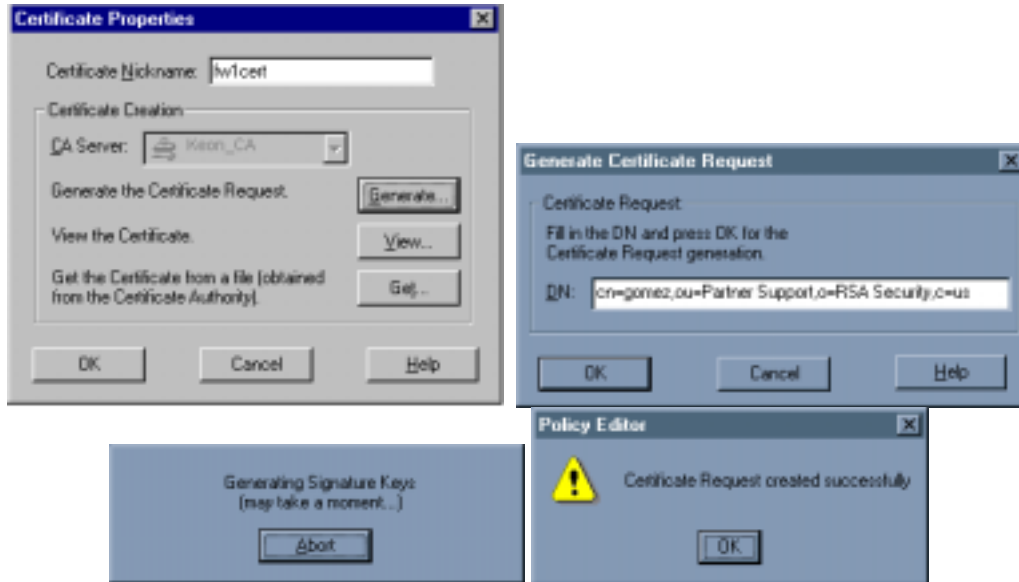 Certificate Properties
Certificate Nickname: fw1cert
Certificate Creation
CA Server: Keon_CA
Generate the Certificate Request. Generate...
View the Certificate. View...
Get the Certificate from a file (obtained
from the Certificate Authority). Get...
OK Cancel Help
Generate Certificate Request
Certificate Request
Fill in the DN and press OK for the
Certificate Request generation.
DN: cn=gomez,ou=Partner Support,o=RSA Security,c=us
OK Cancel Help
Generating Signature Keys
(may take a moment...)
Abort
Policy Editor
Certificate Request created successfully
OK